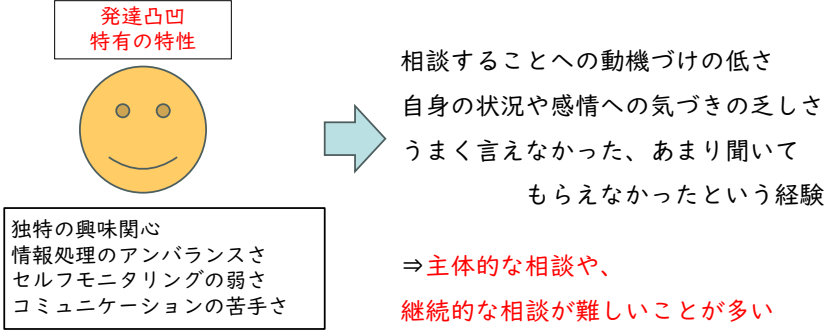 発達凸凹
特有の特性
独特の興味関心
情報処理のアンバランスさ
セルフモニタリングの弱さ
コミュニケーションの苦手さ
相談することへの動機づけの低さ
自身の状況や感情への気づきの乏しさ
うまく言えなかった、あまり聞いて
もらえなかったという経験
⇒主体的な相談や、
継続的な相談が難しいことが多い